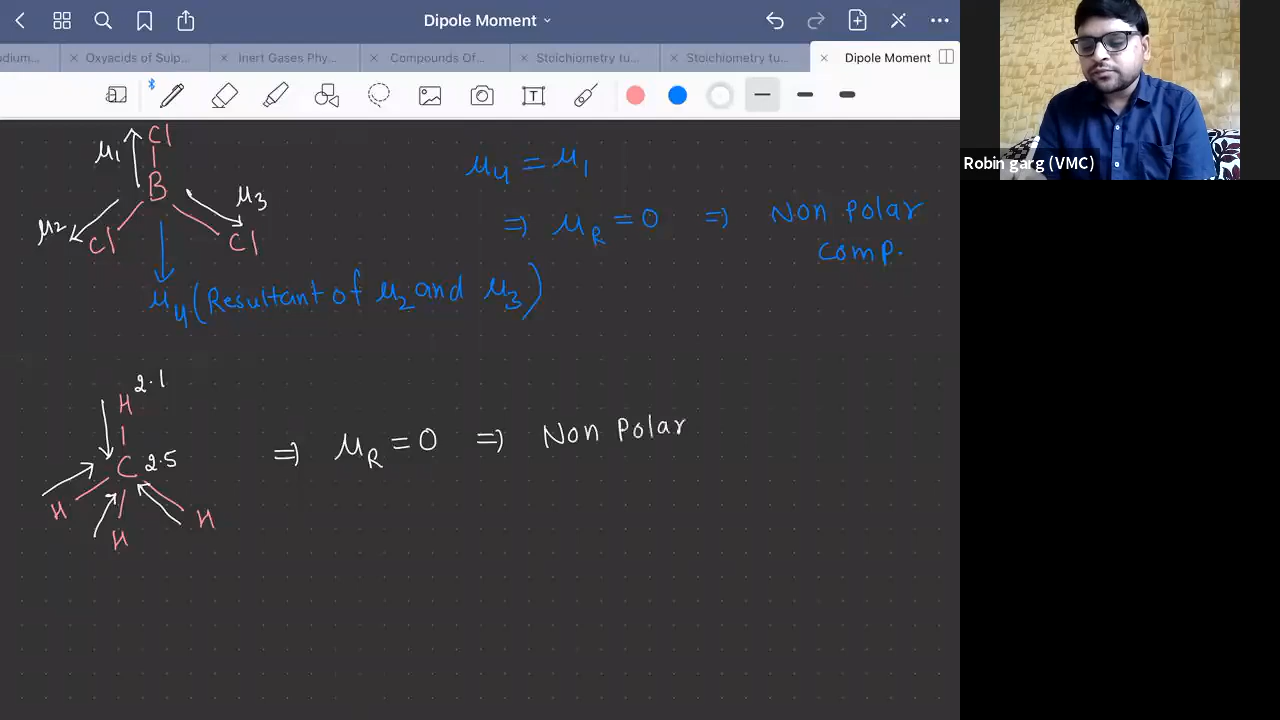 Dipole Moment
odium...
Oxyacids of Sulp...
Inert Gases Phy...
Compounds Of...
Stoichiometry tu...
Stoichiometry tu...
Dipole Moment
T
Robin garg (VMC)
Cl
μ1
B
μ2
μ3
Cl
Cl
μ4 (Resultant of μ2 and μ3)
μ4 = μ1
⇒ μR = 0 ⇒ Non Polar
comp.
2.1
H
C 2.5
H
H
H
⇒ μR = 0 ⇒ Non Polar